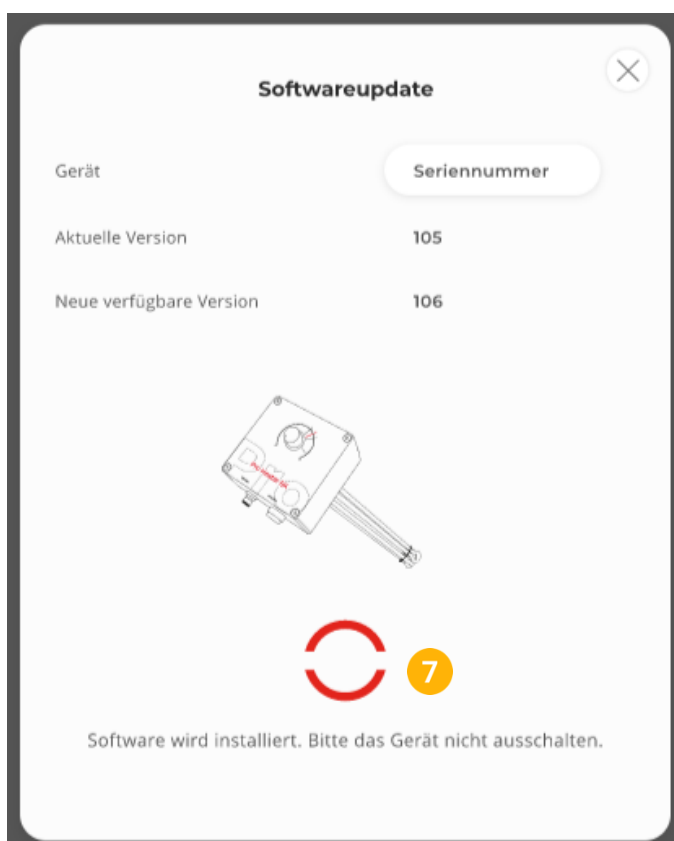 Softwareupdate
Gerät Seriennummer
Aktuelle Version 105
Neue verfügbare Version 106
7
Software wird installiert. Bitte das Gerät nicht ausschalten.